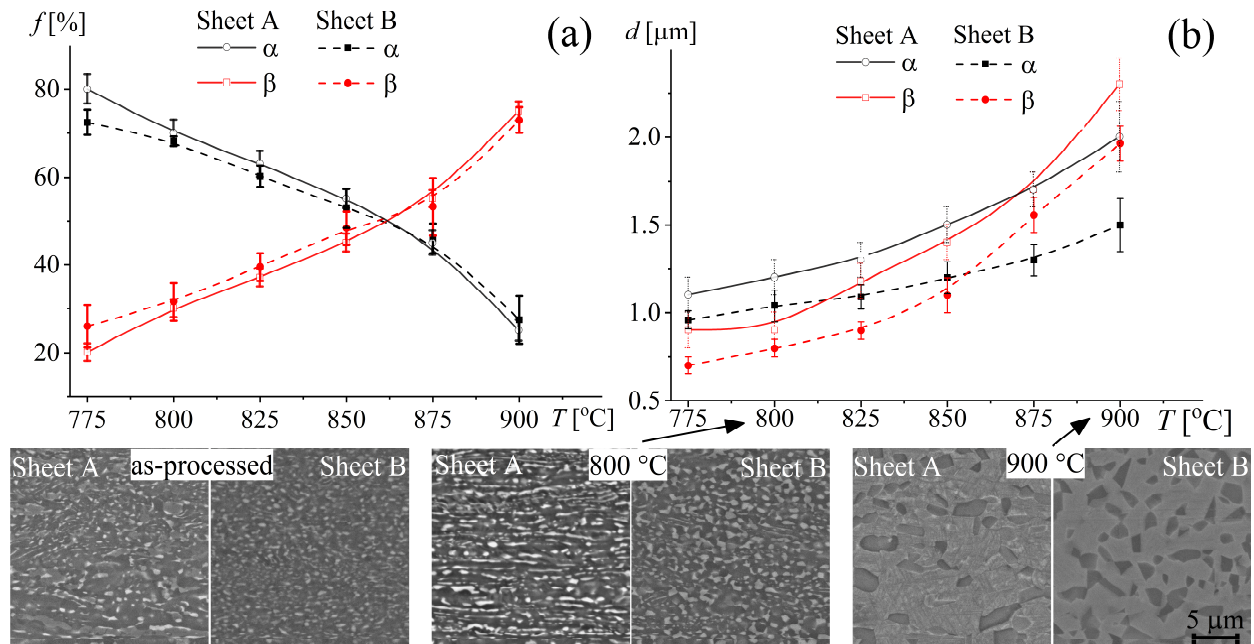 f [%]
Sheet A Sheet B
α α
β β
(a)
80
60
40
20
775 800 825 850 875 900 T [°C]
d [μm]
Sheet A Sheet B
α α
β β
(b)
2.0
1.5
1.0
0.5
775 800 825 850 875 900 T [°C]
Sheet A as-processed Sheet B
Sheet A 800 °C Sheet B
Sheet A 900 °C Sheet B
5 μm